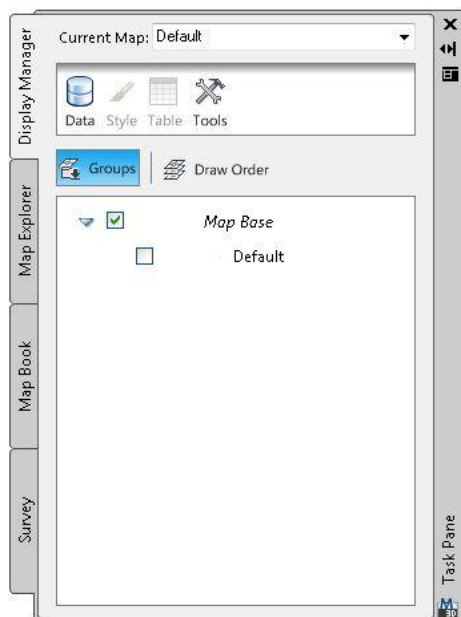 Current Map: Default
Data Style Table Tools
Groups Draw Order
Map Base
Default
Display Manager
Map Explorer
Map Book
Survey
Task Pane
M
3D